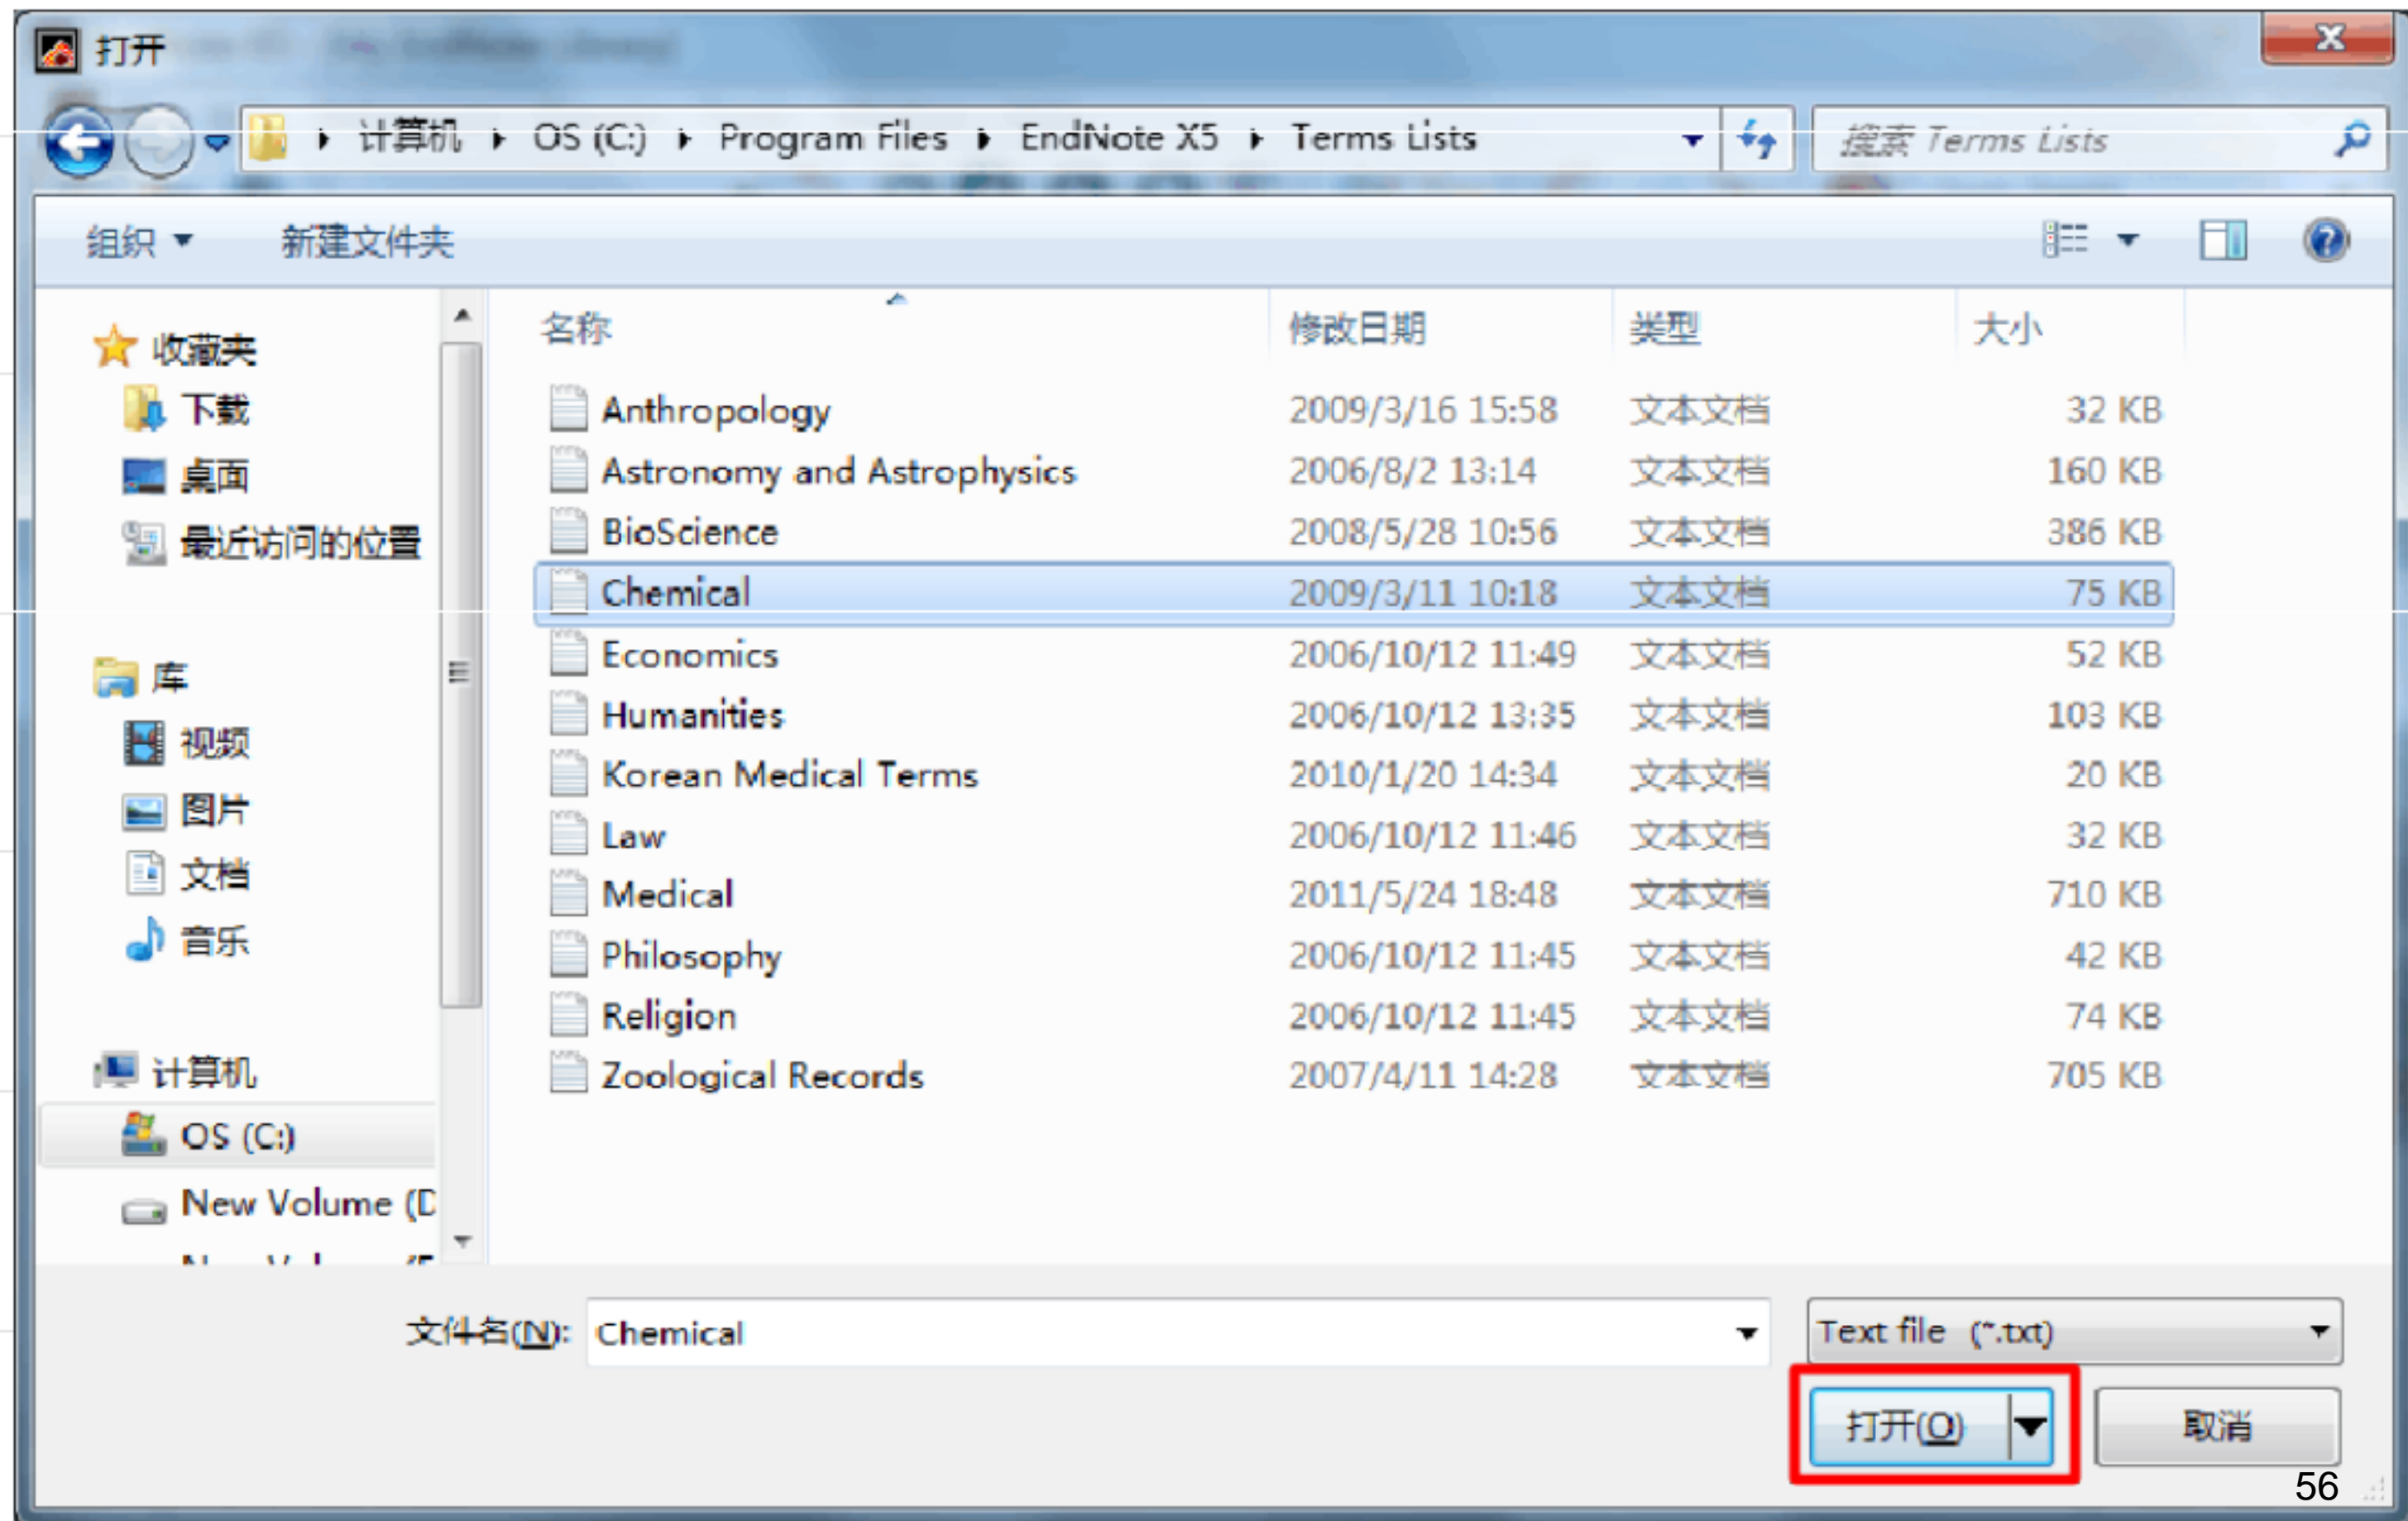 打开
计算机 OS (C:) Program Files EndNote X5 Terms Lists 搜索 Terms Lists
组织 新建文件夹
名称 修改日期 类型 大小
收藏夹
下载
桌面
最近访问的位置
库
视频
图片
文档
音乐
计算机
OS (C:)
New Volume (D
Anthropology 2009/3/16 15:58 文本文档 32 KB
Astronomy and Astrophysics 2006/8/2 13:14 文本文档 160 KB
BioScience 2008/5/28 10:56 文本文档 386 KB
Chemical 2009/3/11 10:18 文本文档 75 KB
Economics 2006/10/12 11:49 文本文档 52 KB
Humanities 2006/10/12 13:35 文本文档 103 KB
Korean Medical Terms 2010/1/20 14:34 文本文档 20 KB
Law 2006/10/12 11:46 文本文档 32 KB
Medical 2011/5/24 18:48 文本文档 710 KB
Philosophy 2006/10/12 11:45 文本文档 42 KB
Religion 2006/10/12 11:45 文本文档 74 KB
Zoological Records 2007/4/11 14:28 文本文档 705 KB
文件名(N): Chemical Text file (*.txt)
打开(O) 取消
56